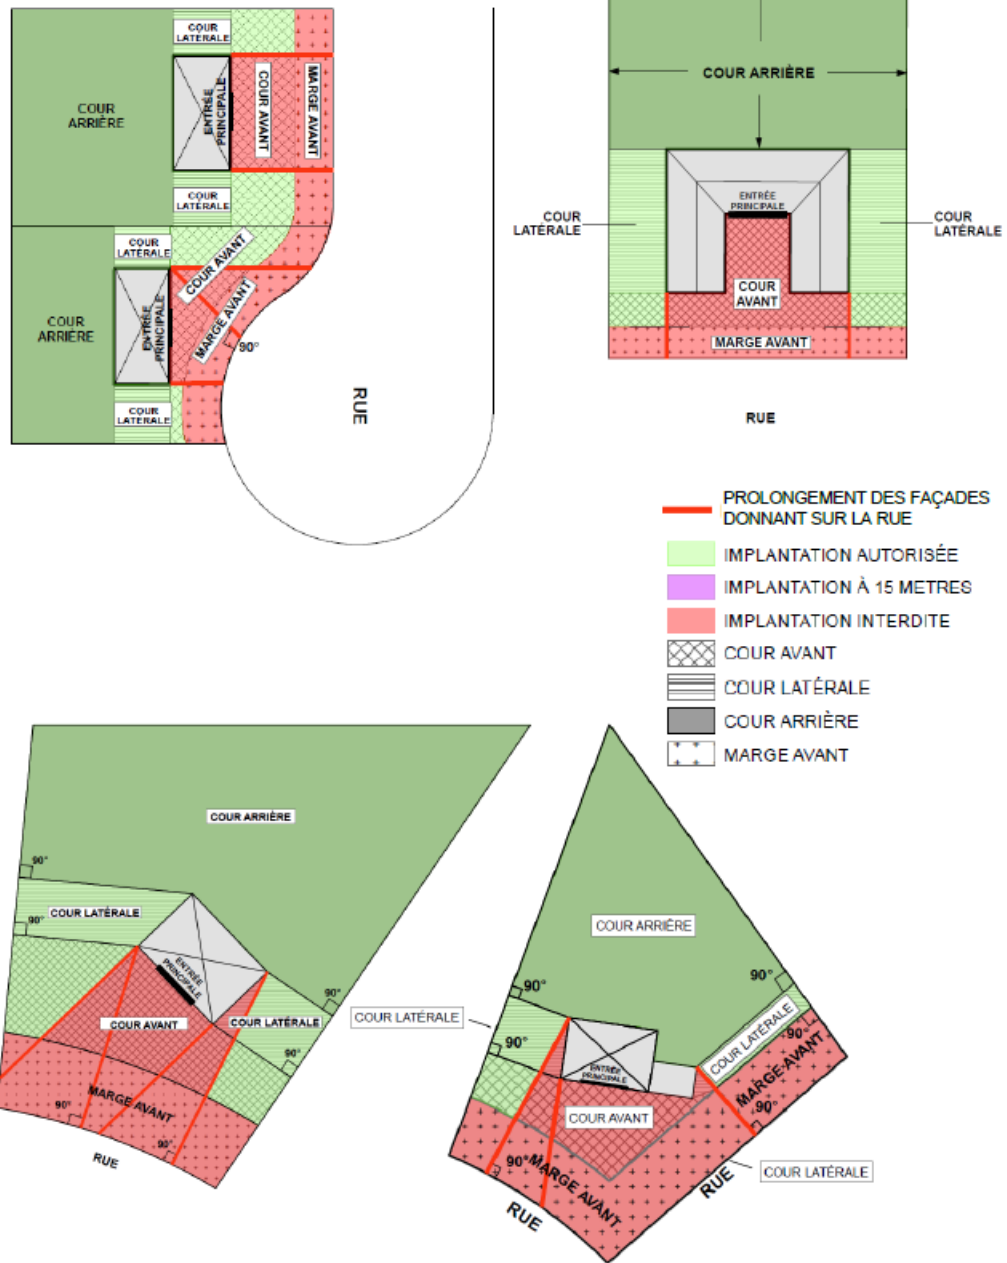 COUR
LATÉRALE
COUR
ARRIÈRE
ENTRÉE
PRINCIPALE
COUR AVANT
MARGE AVANT
COUR
LATÉRALE
COUR
LATÉRALE
COUR AVANT
COUR
ARRIÈRE
ENTRÉE
PRINCIPALE
MARGE AVANT
90°
COUR
LATÉRALE
RUE
COUR ARRIÈRE
ENTRÉE
PRINCIPALE
COUR
LATÉRALE
COUR
LATÉRALE
COUR
AVANT
MARGE AVANT
RUE
PROLONGEMENT DES FAÇADES
DONNANT SUR LA RUE
IMPLANTATION AUTORISÉE
IMPLANTATION À 15 METRES
IMPLANTATION INTERDITE
COUR AVANT
COUR LATÉRALE
COUR ARRIÈRE
MARGE AVANT
COUR ARRIÈRE
90°
COUR LATÉRALE
90°
ENTRÉE
PRINCIPALE
90°
COUR AVANT
COUR LATÉRALE
90°
MARGE AVANT
90°
90°
RUE
COUR ARRIÈRE
90°
90°
COUR LATÉRALE
90°
COUR LATÉRALE
90°
ENTRÉE
PRINCIPALE
COUR AVANT
MARGE AVANT
90°
90°
MARGE AVANT
COUR LATÉRALE
RUE
RUE